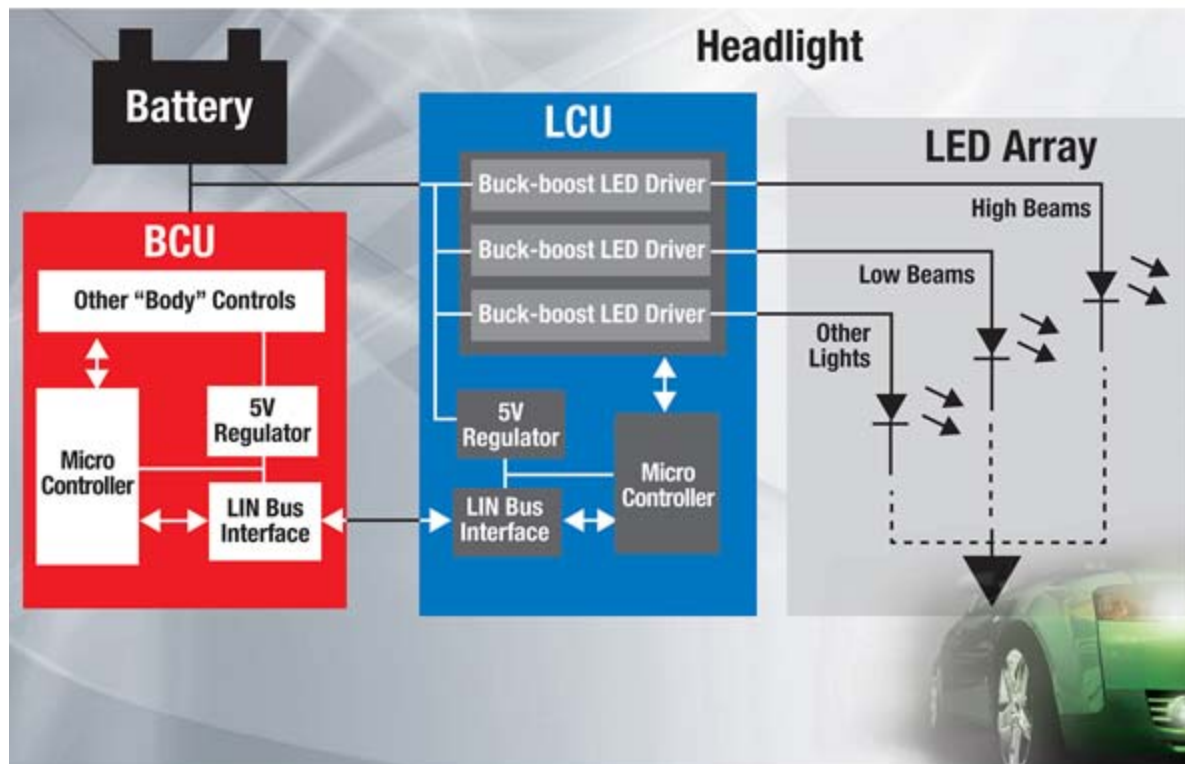 Headlight
Battery
BCU
Other “Body” Controls
5V
Regulator
Micro
Controller
LIN Bus
Interface
LCU
Buck-boost LED Driver
Buck-boost LED Driver
Buck-boost LED Driver
5V
Regulator
Micro
Controller
LIN Bus
Interface
LED Array
High Beams
Low Beams
Other
Lights